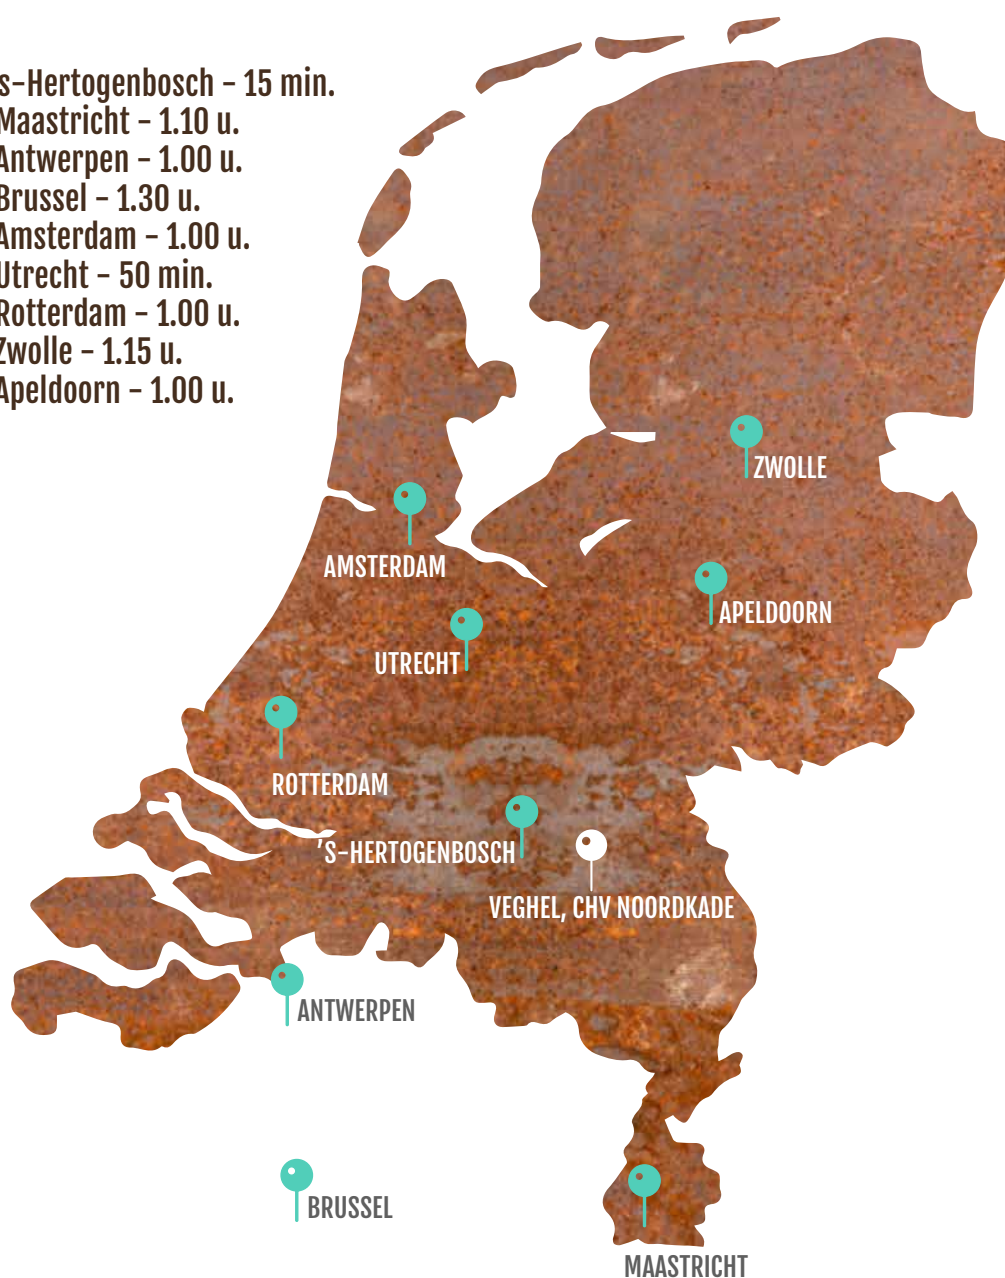 s-Hertogenbosch – 15 min.
Maastricht – 1.10 u.
Antwerpen – 1.00 u.
Brussel – 1.30 u.
Amsterdam – 1.00 u.
Utrecht – 50 min.
Rotterdam – 1.00 u.
Zwolle – 1.15 u.
Apeldoorn – 1.00 u.
ZWOLLE
AMSTERDAM
APELDOORN
UTRECHT
ROTTERDAM
'S-HERTOGENBOSCH
VEGHEL, CHV NOORDKADE
ANTWERPEN
BRUSSEL
MAASTRICHT